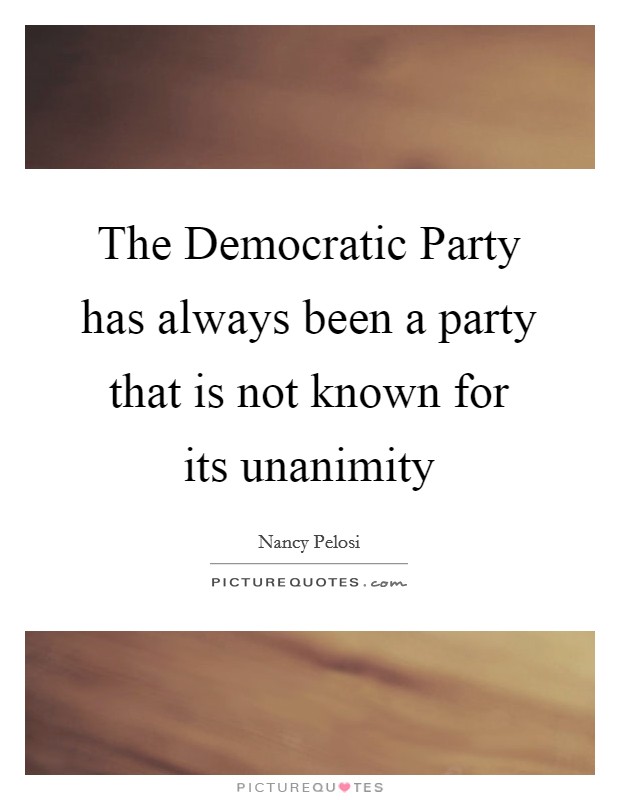 The Democratic Party
has always been a party
that is not known for
its unanimity
Nancy Pelosi
PICTUREQUOTES.com
PICTUREQUOTES